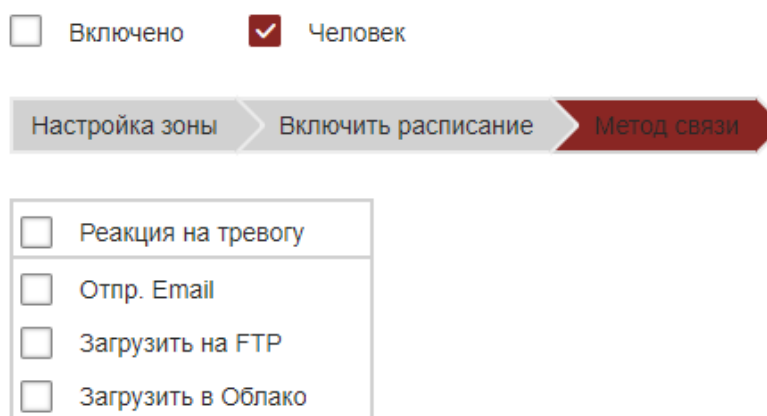 Включено Человек
Настройка зоны Включить расписание Метод связи
Реакция на тревогу
Отпр. Email
Загрузить на FTP
Загрузить в Облако